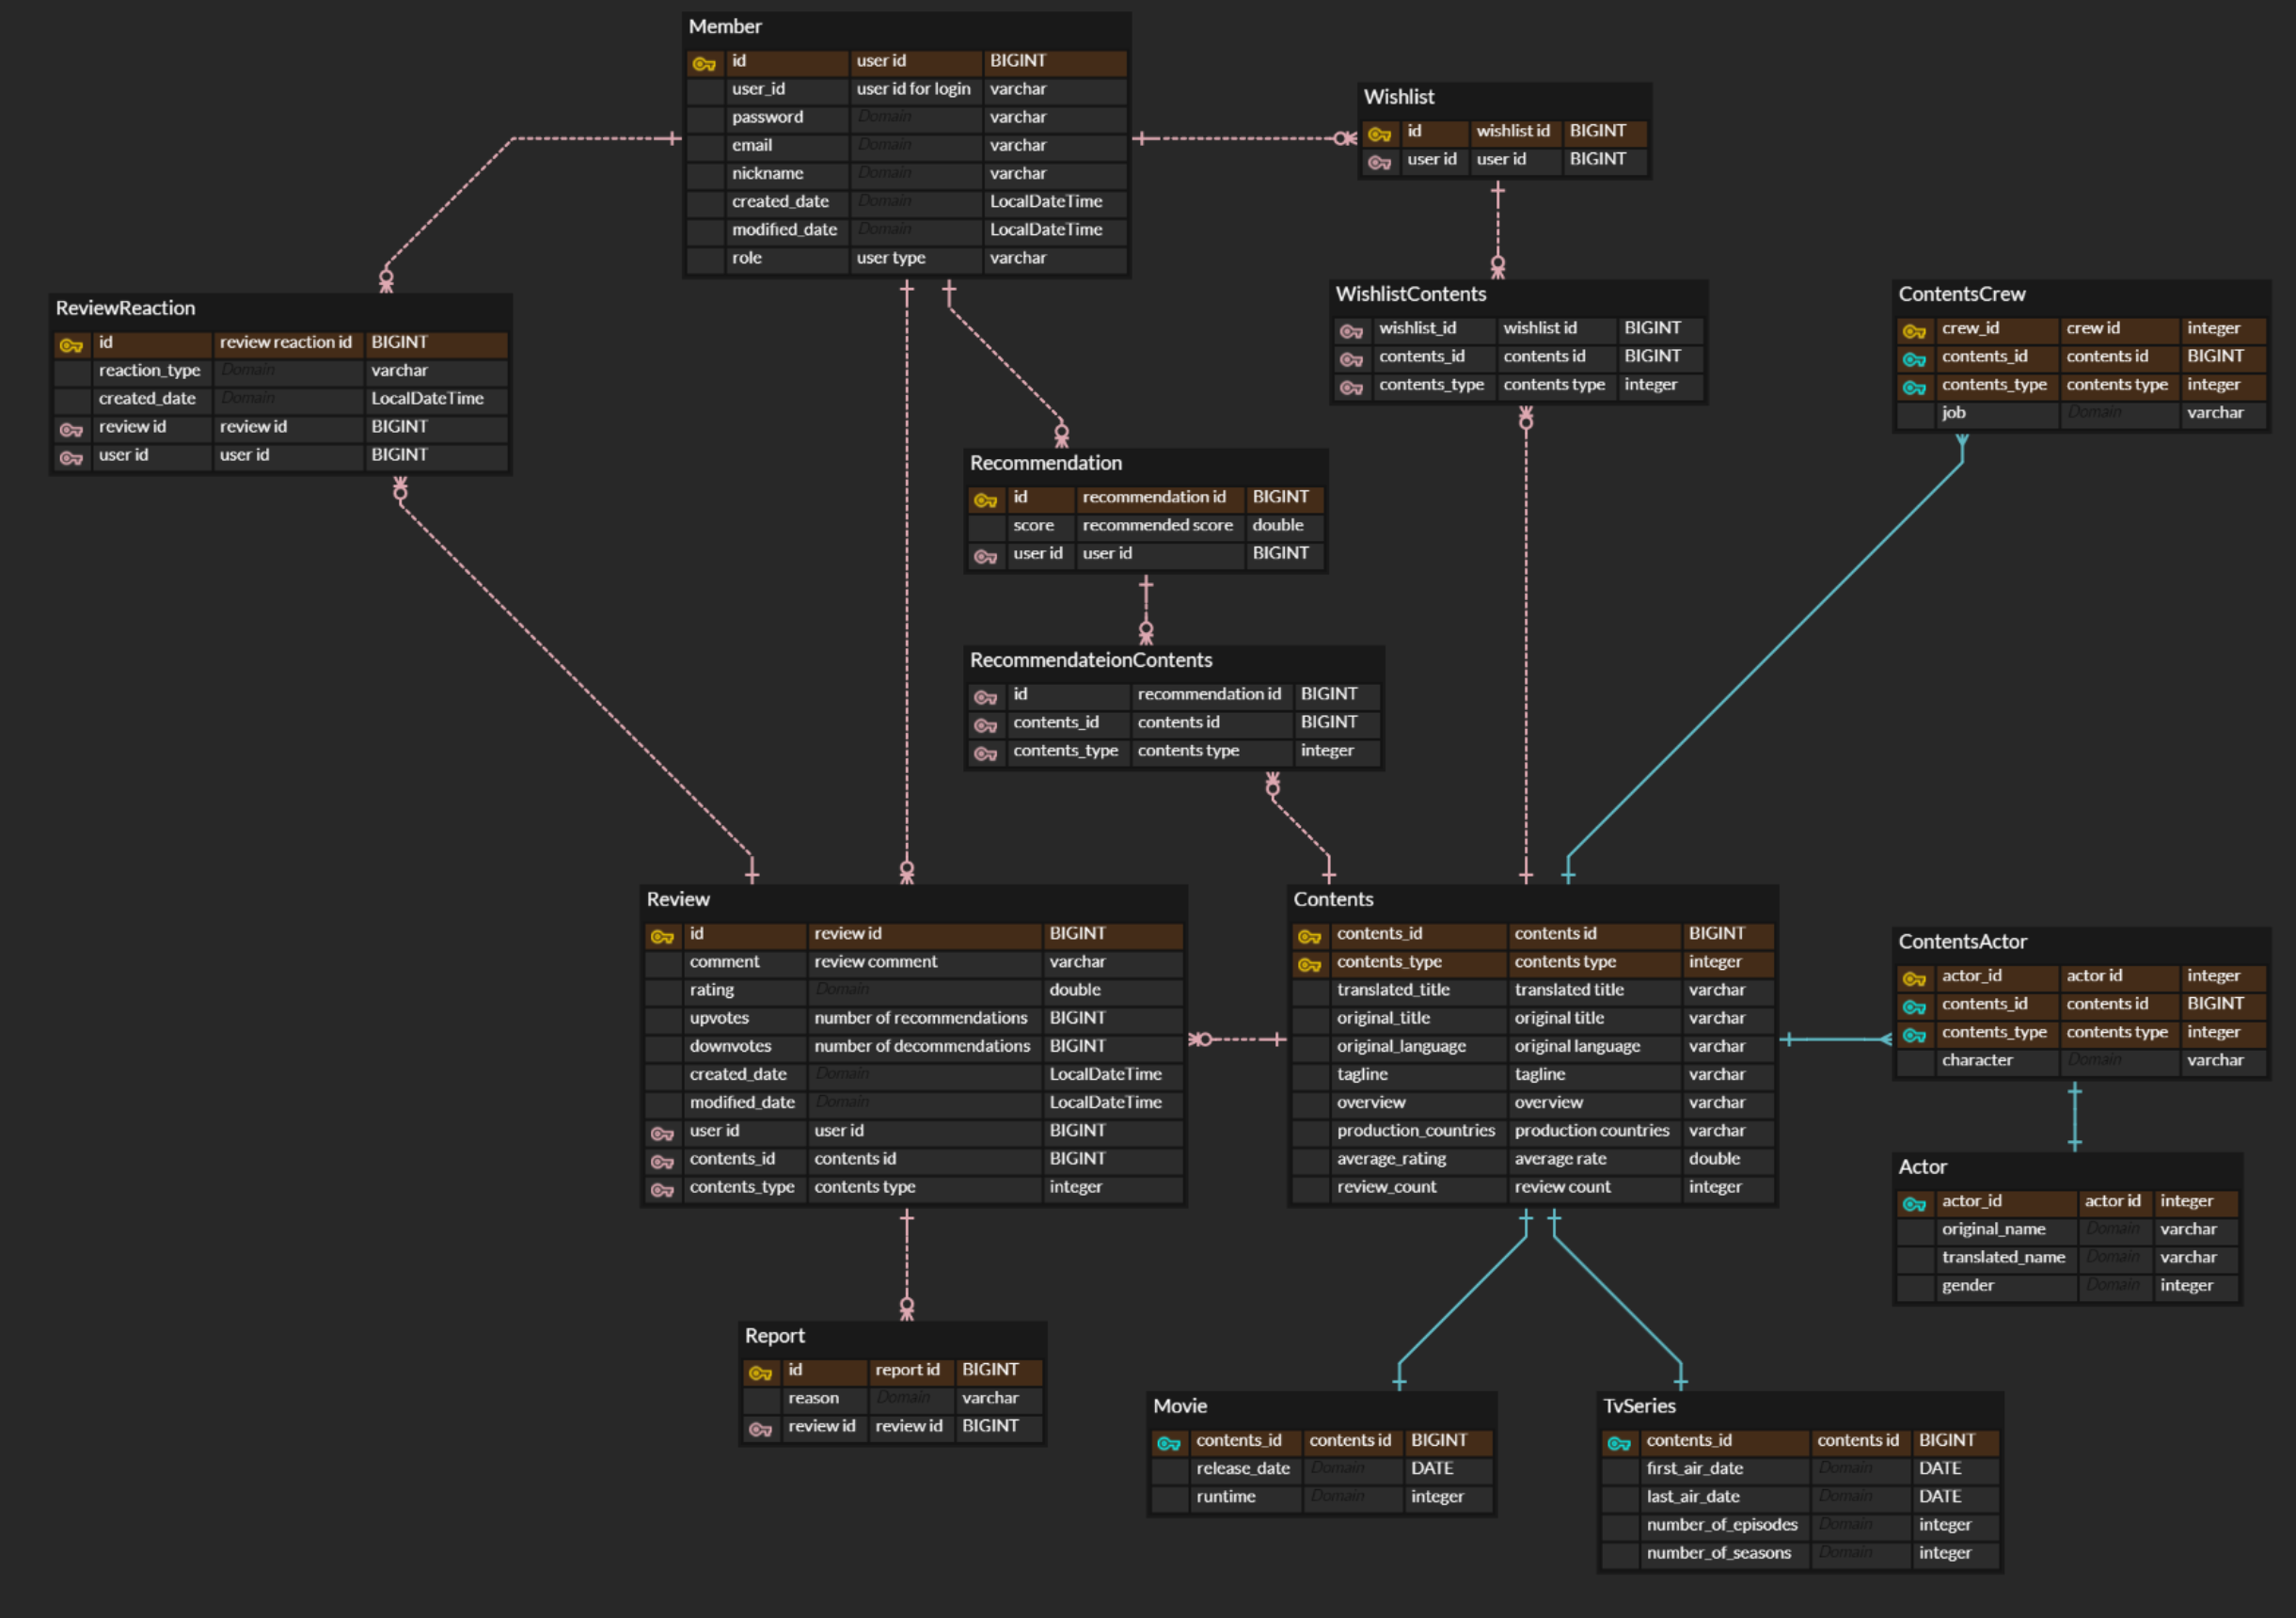 Member
id user id BIGINT
user_id user id for login varchar
password Domain varchar
email Domain varchar
nickname Domain varchar
created_date Domain LocalDateTime
modified_date Domain LocalDateTime
role user type varchar
Wishlist
id wishlist id BIGINT
user id user id BIGINT
ReviewReaction
id review reaction id BIGINT
reaction_type Domain varchar
created_date Domain LocalDateTime
review id review id BIGINT
user id user id BIGINT
WishlistContents
wishlist_id wishlist id BIGINT
contents_id contents id BIGINT
contents_type contents type integer
ContentsCrew
crew_id crew id integer
contents_id contents id BIGINT
contents_type contents type integer
job Domain varchar
Recommendation
id recommendation id BIGINT
score recommended score double
user id user id BIGINT
RecommendateionContents
id recommendation id BIGINT
contents_id contents id BIGINT
contents_type contents type integer
Review
id review id BIGINT
comment review comment varchar
rating Domain double
upvotes number of recommendations BIGINT
downvotes number of decommendations BIGINT
created_date Domain LocalDateTime
modified_date Domain LocalDateTime
user id user id BIGINT
contents_id contents id BIGINT
contents_type contents type integer
Contents
contents_id contents id BIGINT
contents_type contents type integer
translated_title translated title varchar
original_title original title varchar
original_language original language varchar
tagline tagline varchar
overview overview varchar
production_countries production countries varchar
average_rating average rate double
review_count review count integer
ContentsActor
actor_id actor id integer
contents_id contents id BIGINT
contents_type contents type integer
character Domain varchar
Actor
actor_id actor id integer
original_name Domain varchar
translated_name Domain varchar
gender Domain integer
Report
id report id BIGINT
reason Domain varchar
review id review id BIGINT
Movie
contents_id contents id BIGINT
release_date Domain DATE
runtime Domain integer
TvSeries
contents_id contents id BIGINT
first_air_date Domain DATE
last_air_date Domain DATE
number_of_episodes Domain integer
number_of_seasons Domain integer